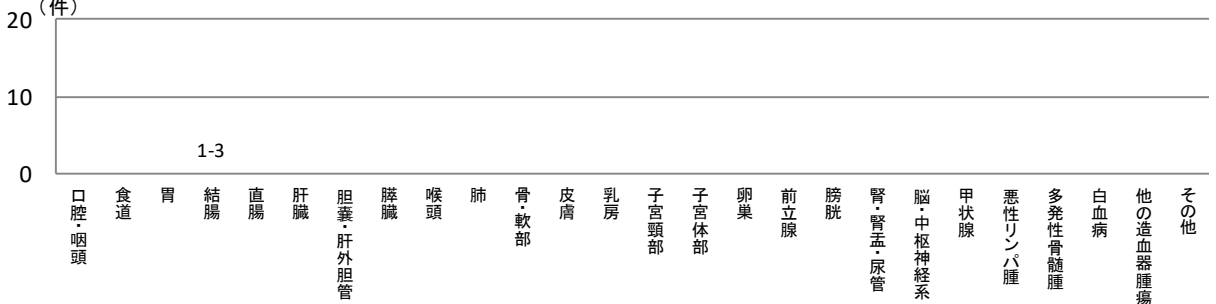 （件）
20
10
0
1-3
口腔・咽頭
食道
胃
結腸
直腸
肝臓
胆嚢・肝外胆管
膵臓
喉頭
肺
骨・軟部
皮膚
乳房
子宮頸部
子宮体部
卵巣
前立腺
膀胱
腎・腎盂・尿管
脳・中枢神経系
甲状腺
悪性リンパ腫
多発性骨髄腫
白血病
他の造血器腫瘍
その他